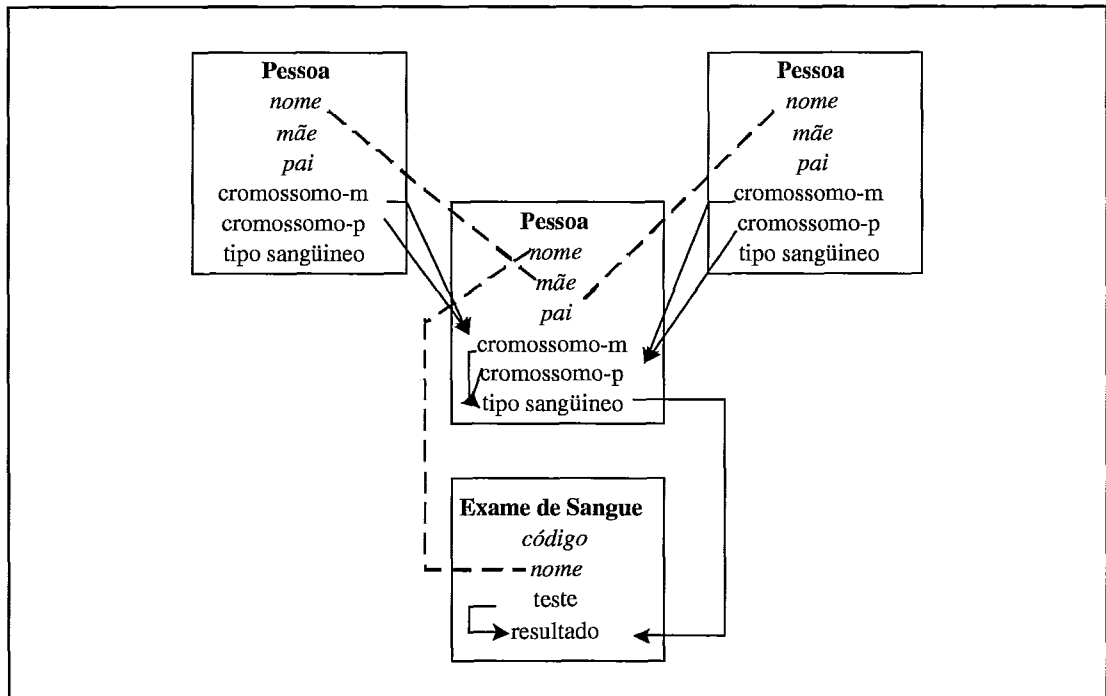 Pessoa
nome
mãe
pai
cromossomo-m
cromossomo-p
tipo sangüineo
Pessoa
nome
mãe
pai
cromossomo-m
cromossomo-p
tipo sangüineo
Pessoa
nome
mãe
pai
cromossomo-m
cromossomo-p
tipo sangüineo
Exame de Sangue
código
nome
teste
resultado